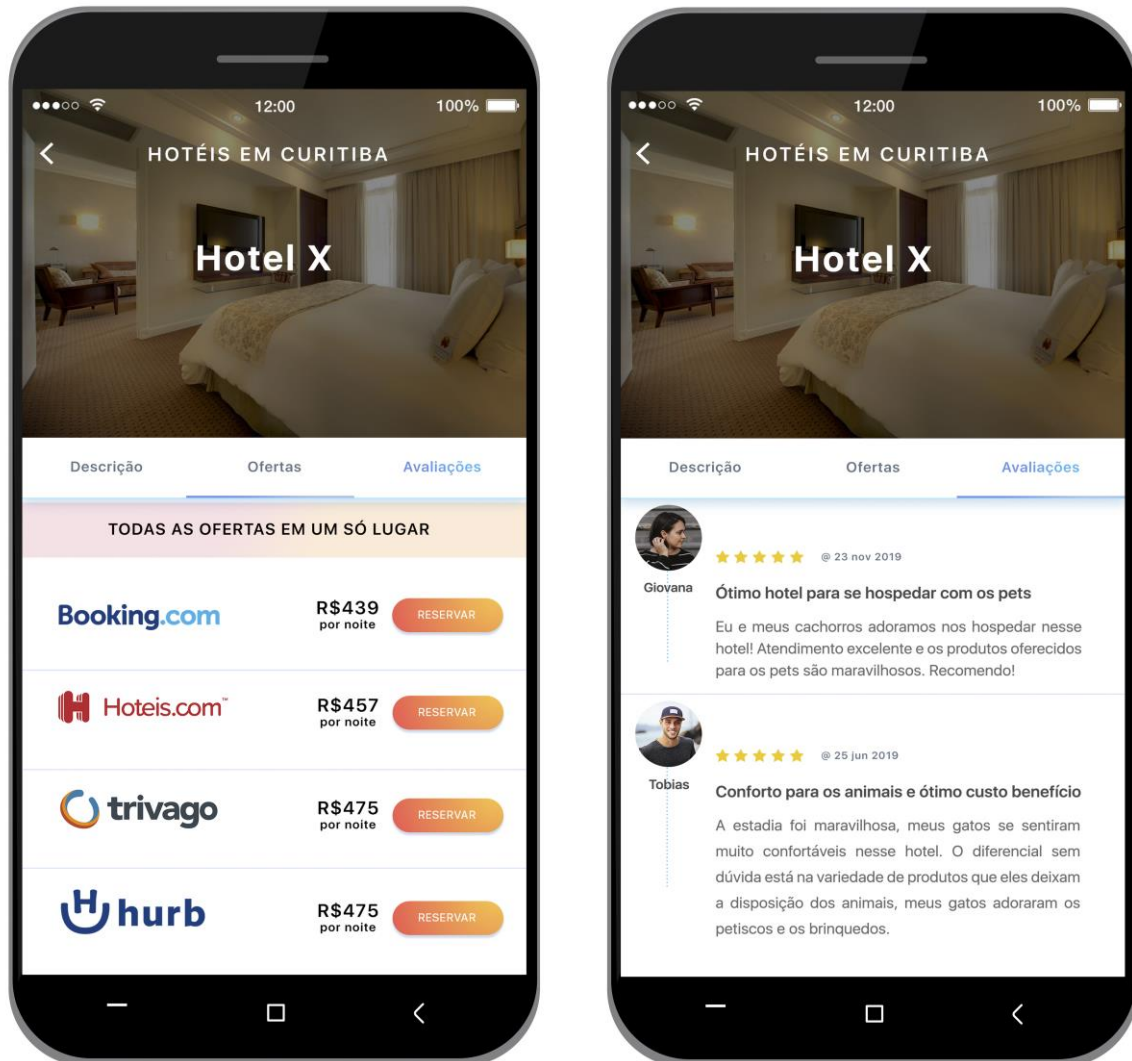 12:00
100%
HOTÉIS EM CURITIBA
Hotel X
Descrição Ofertas Avaliações
TODAS AS OFERTAS EM UM SÓ LUGAR
Booking.com R$439 por noite RESERVAR
Hoteis.com™ R$457 por noite RESERVAR
trivago R$475 por noite RESERVAR
H hurb R$475 por noite RESERVAR
12:00
100%
HOTÉIS EM CURITIBA
Hotel X
Descrição Ofertas Avaliações
@ 23 nov 2019
Giovana
Ótimo hotel para se hospedar com os pets
Eu e meus cachorros adoramos nos hospedar nesse
hotel! Atendimento excelente e os produtos oferecidos
para os pets são maravilhosos. Recomendo!
@ 25 jun 2019
Tobias
Conforto para os animais e ótimo custo benefício
A estadia foi maravilhosa, meus gatos se sentiram
muito confortáveis nesse hotel. O diferencial sem
dúvida está na variedade de produtos que eles deixam
a disposição dos animais, meus gatos adoraram os
petiscos e os brinquedos.